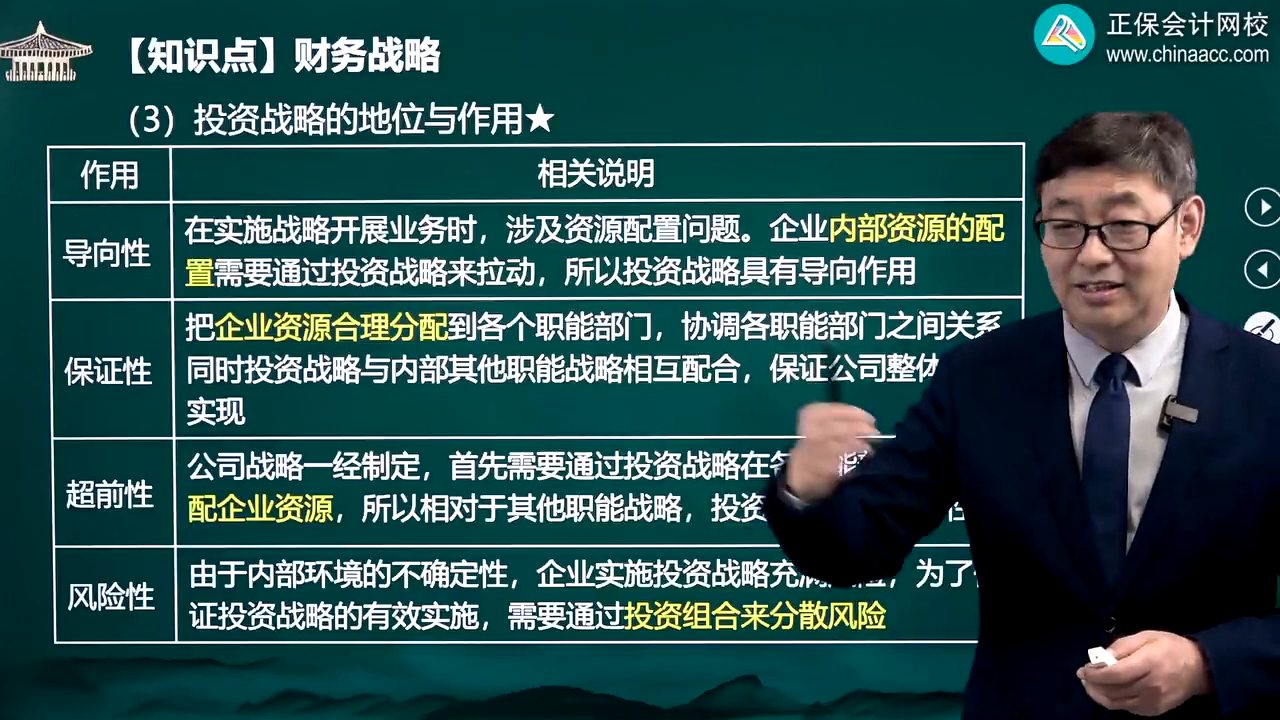 【知识点】财务战略
正保会计网校
www.chinaacc.com
（3）投资战略的地位与作用★
作用
相关说明
导向性
在实施战略开展业务时，涉及资源配置问题。企业内部资源的配
置需要通过投资战略来拉动，所以投资战略具有导向作用
保证性
把企业资源合理分配到各个职能部门，协调各职能部门之间关系
同时投资战略与内部其他职能战略相互配合，保证公司整体
实现
超前性
公司战略一经制定，首先需要通过投资战略在各
配企业资源，所以相对于其他职能战略，投资
风险性
由于内部环境的不确定性，企业实施投资战略充满，为了
证投资战略的有效实施，需要通过投资组合来分散风险